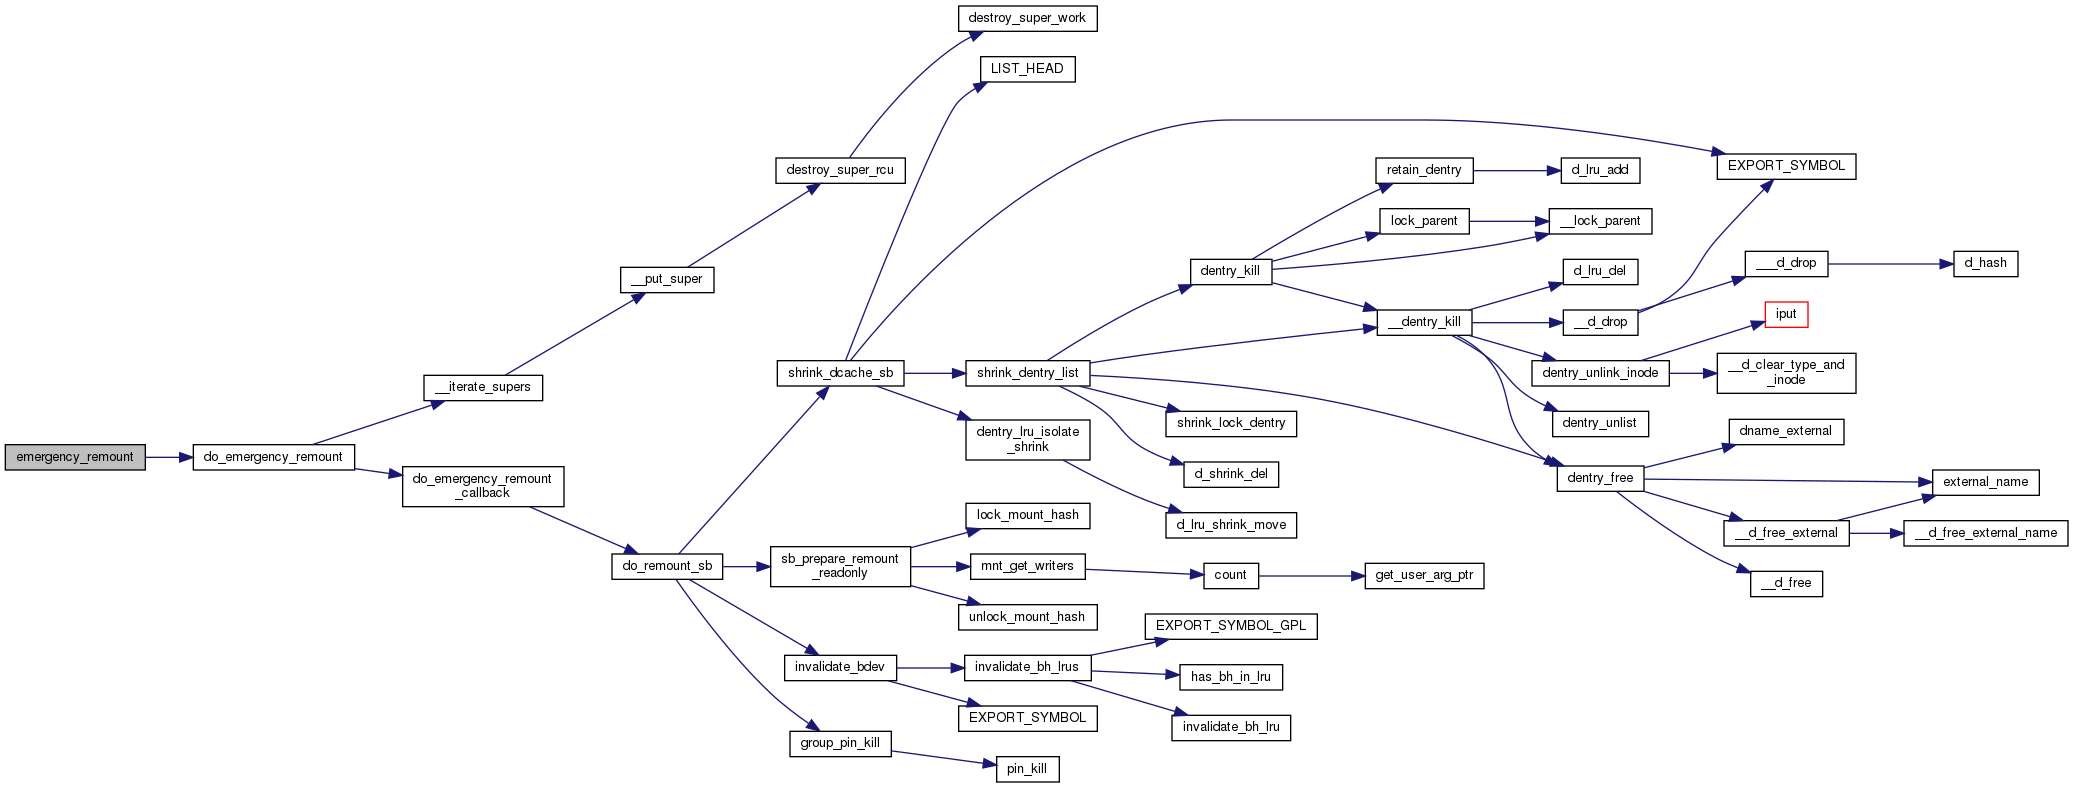 destroy_super_work
LIST_HEAD
destroy_super_rcu
retain_dentry
d_lru_add
EXPORT_SYMBOL
lock_parent
__lock_parent
__put_super
dentry_kill
d_lru_del
___d_drop
d_hash
__dentry_kill
__d_drop
iput
__iterate_supers
shrink_dcache_sb
shrink_dentry_list
dentry_unlink_inode
__d_clear_type_and
_inode
shrink_lock_dentry
dentry_unlist
dentry_lru_isolate
_shrink
dname_external
emergency_remount
do_emergency_remount
do_emergency_remount
_callback
d_shrink_del
dentry_free
external_name
lock_mount_hash
d_lru_shrink_move
__d_free_external
__d_free_external_name
do_remount_sb
sb_prepare_remount
_readonly
mnt_get_writers
count
get_user_arg_ptr
__d_free
unlock_mount_hash
EXPORT_SYMBOL_GPL
invalidate_bdev
invalidate_bh_lrus
has_bh_in_lru
EXPORT_SYMBOL
invalidate_bh_lru
group_pin_kill
pin_kill